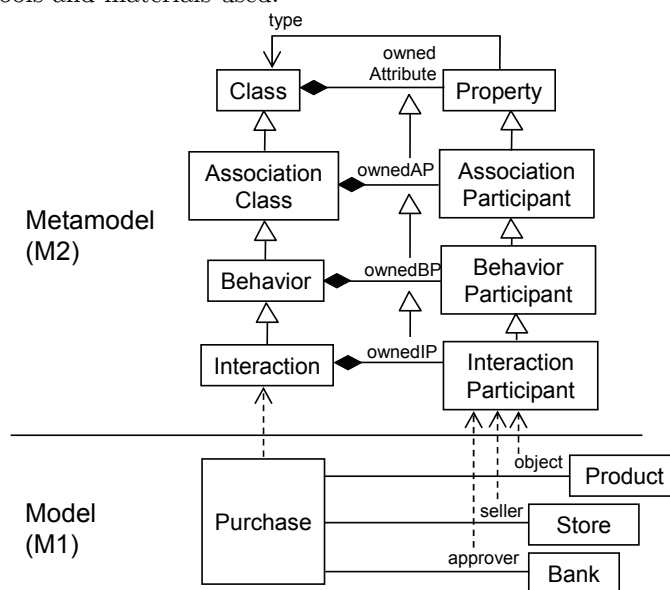 ools and materials used.
type
owned
Attribute
Class
Property
ownedAP
Association
Class
Association
Participant
Metamodel
(M2)
ownedBP
Behavior
Behavior
Participant
ownedIP
Interaction
Interaction
Participant
object
Product
Model
(M1)
Purchase
seller
Store
approver
Bank